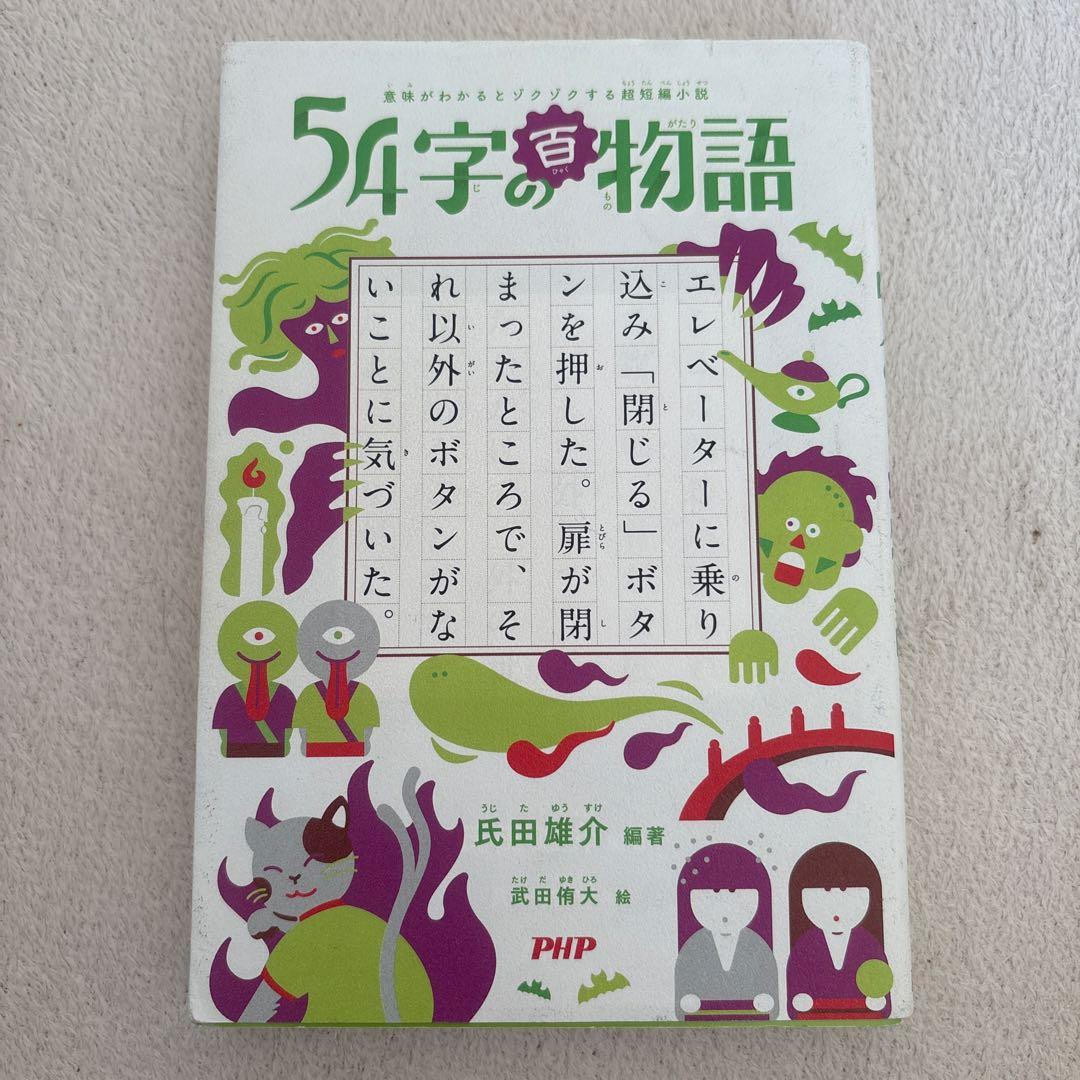 意味がわかるとゾクゾクする超短編小説
54字の百物語
エレベーターに乗り
込み「閉じる」ボタ
ンを押した。扉が閉
まったところで、そ
れ以外のボタンがな
いことに気づいた。
氏田雄介 編著
武田侑大 絵
PHP